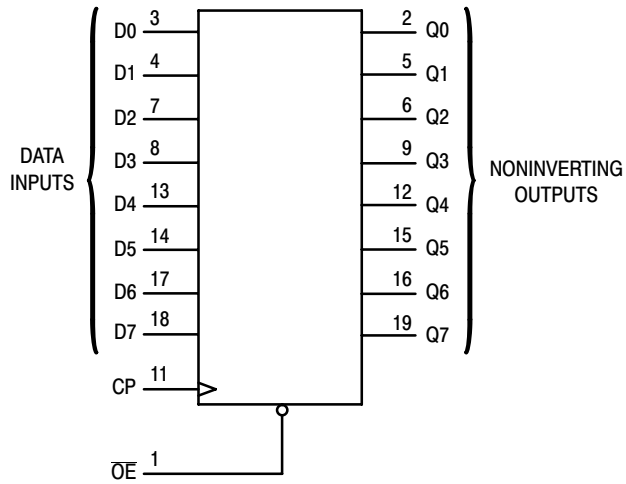 D0 3
2 Q0
D1 4
5 Q1
D2 7
6 Q2
D3 8
9 Q3
DATA
INPUTS
NONINVERTING
OUTPUTS
D4 13
12 Q4
D5 14
15 Q5
D6 17
16 Q6
D7 18
19 Q7
CP 11
O̅E̅ 1